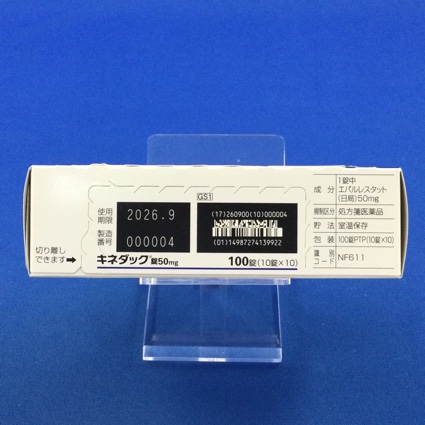 GS1
使用期限
2026.9
(17)260900(10)000004
製造番号
000004
(01)14987274139922
切り離しできます➡
キネダック錠50mg
100錠(10錠×10)
成分
1錠中
エパルレスタット
(日局)50mg
規制区分
処方箋医薬品
貯法
室温保存
包装
100錠PTP(10錠×10)
識別コード
NF611